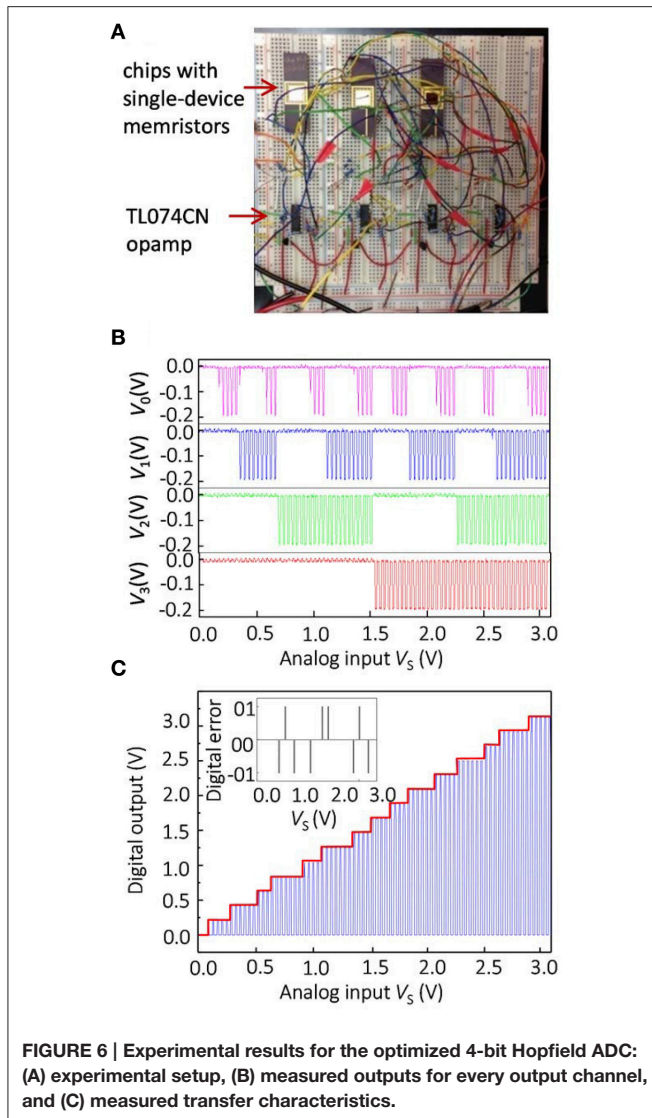 A
chips with
single-device
memristors
TL074CN
opamp
B
V0(V)
0.0
-0.1
-0.2
V1(V)
0.0
-0.1
-0.2
V2(V)
0.0
-0.1
-0.2
V3(V)
0.0
-0.1
-0.2
0.0 0.5 1.0 1.5 2.0 2.5 3.0
Analog input VS (V)
C
Digital output (V)
3.0
2.5
2.0
1.5
1.0
0.5
0.0
Digital error
01
00
-01
0.0 1.0 2.0 3.0
VS (V)
0.0 0.5 1.0 1.5 2.0 2.5 3.0
Analog input VS (V)
FIGURE 6 | Experimental results for the optimized 4-bit Hopfield ADC:
(A) experimental setup, (B) measured outputs for every output channel,
and (C) measured transfer characteristics.